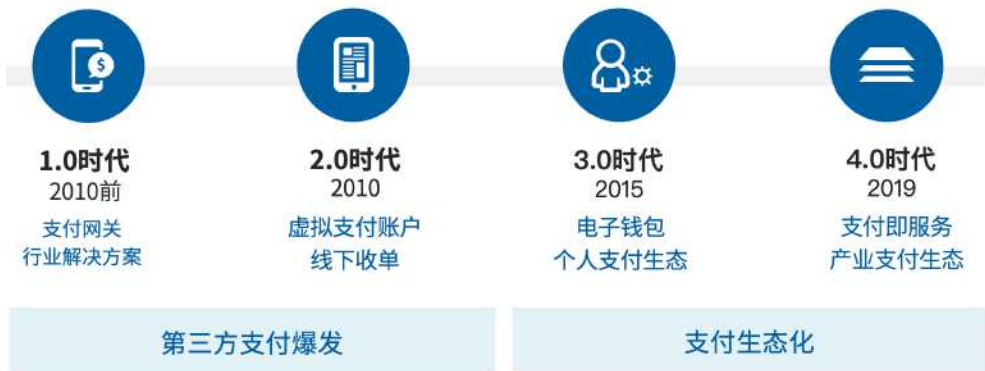 1.0时代
2010前
支付网关
行业解决方案
2.0时代
2010
虚拟支付账户
线下收单
3.0时代
2015
电子钱包
个人支付生态
4.0时代
2019
支付即服务
产业支付生态
第三方支付爆发
支付生态化